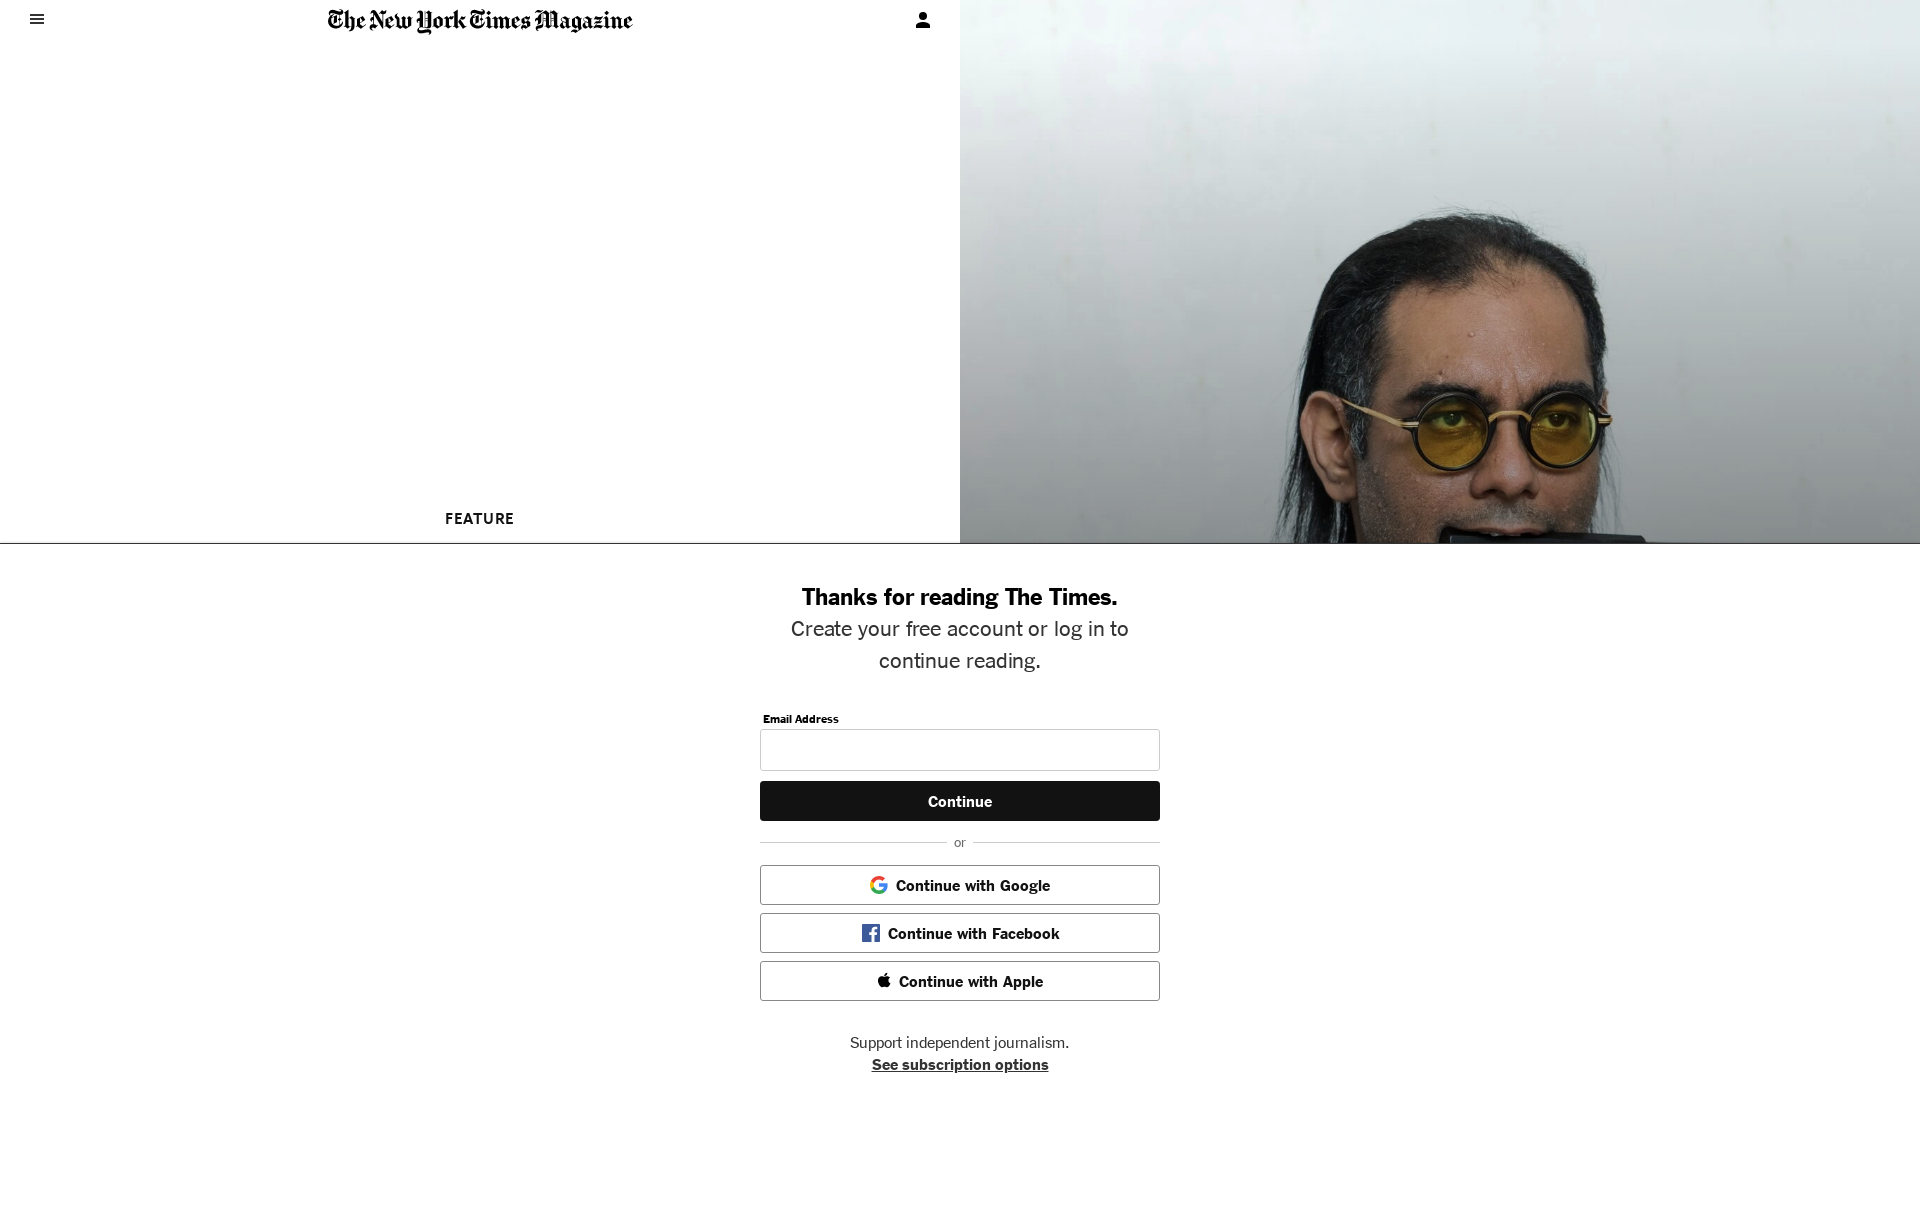 The New York Times Magazine
FEATURE
Thanks for reading The Times.
Create your free account or log in to
continue reading.
Email Address
Continue
or
Continue with Google
Continue with Facebook
Continue with Apple
Support independent journalism.
See subscription options